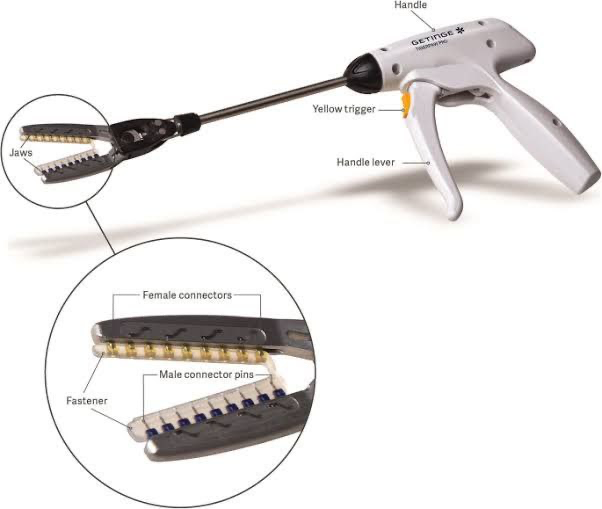 Handle
GETINGE
Yellow trigger
Jaws
Handle lever
Female connectors
Male connector pins
Fastener